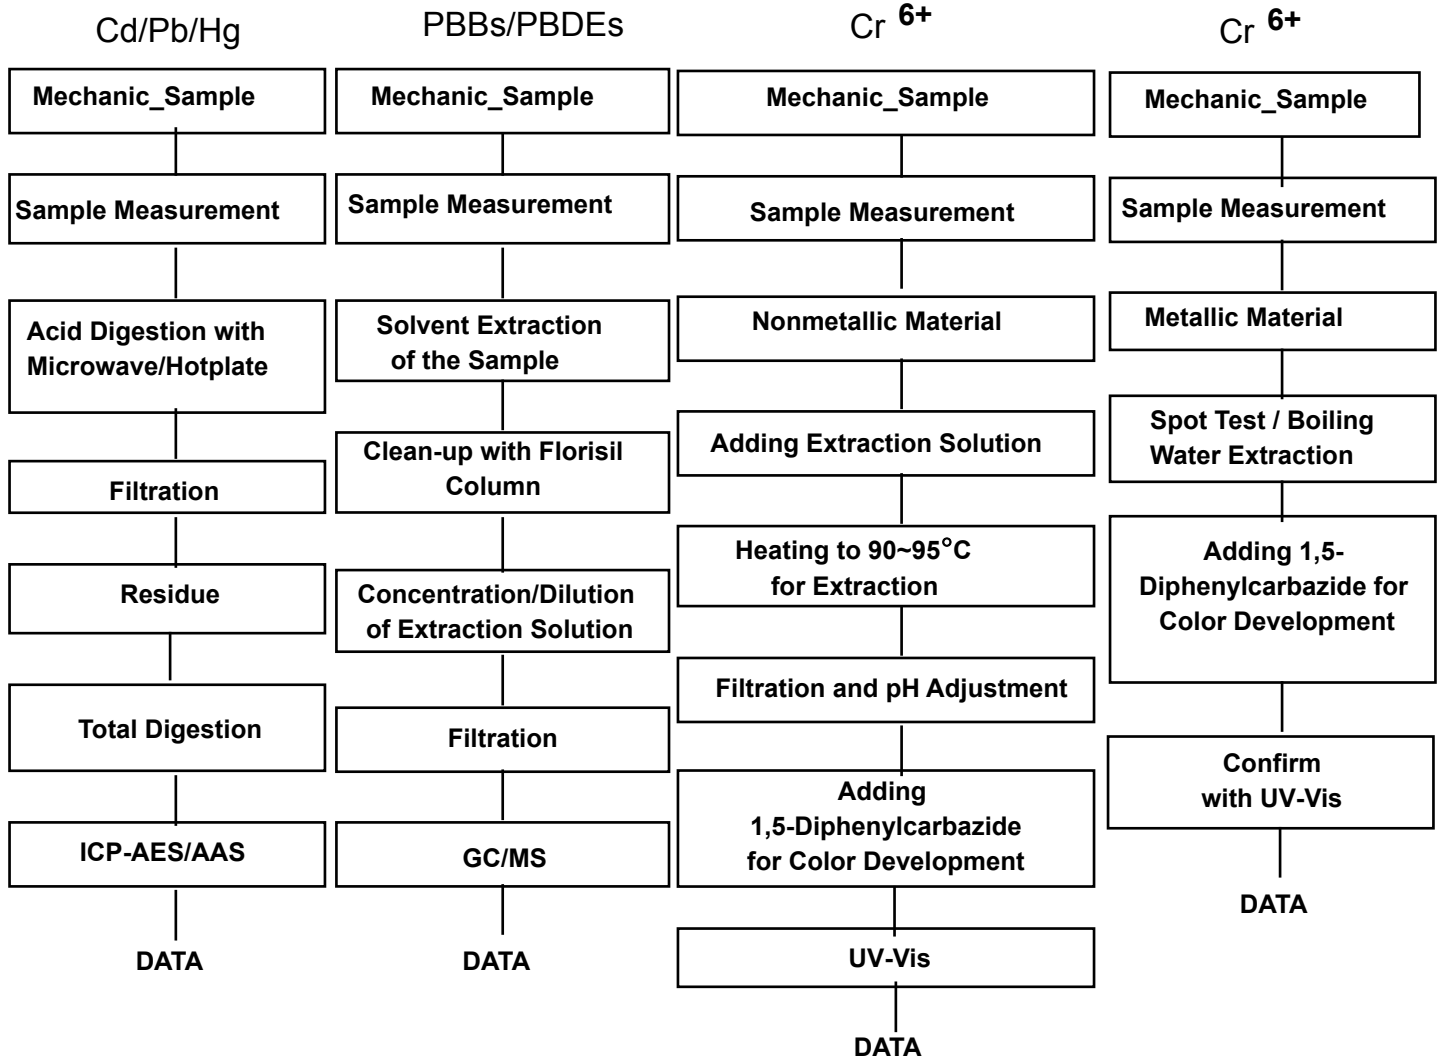 Cd/Pb/Hg
Mechanic_Sample
Sample Measurement
Acid Digestion with
Microwave/Hotplate
Filtration
Residue
Total Digestion
ICP-AES/AAS
DATA
PBBs/PBDEs
Mechanic_Sample
Sample Measurement
Solvent Extraction
of the Sample
Clean-up with Florisil
Column
Concentration/Dilution
of Extraction Solution
Filtration
GC/MS
DATA
Cr 6+
Mechanic_Sample
Sample Measurement
Nonmetallic Material
Adding Extraction Solution
Heating to 90~95°C
for Extraction
Filtration and pH Adjustment
Adding
1,5-Diphenylcarbazide
for Color Development
UV-Vis
DATA
Cr 6+
Mechanic_Sample
Sample Measurement
Metallic Material
Spot Test / Boiling
Water Extraction
Adding 1,5-
Diphenylcarbazide for
Color Development
Confirm
with UV-Vis
DATA